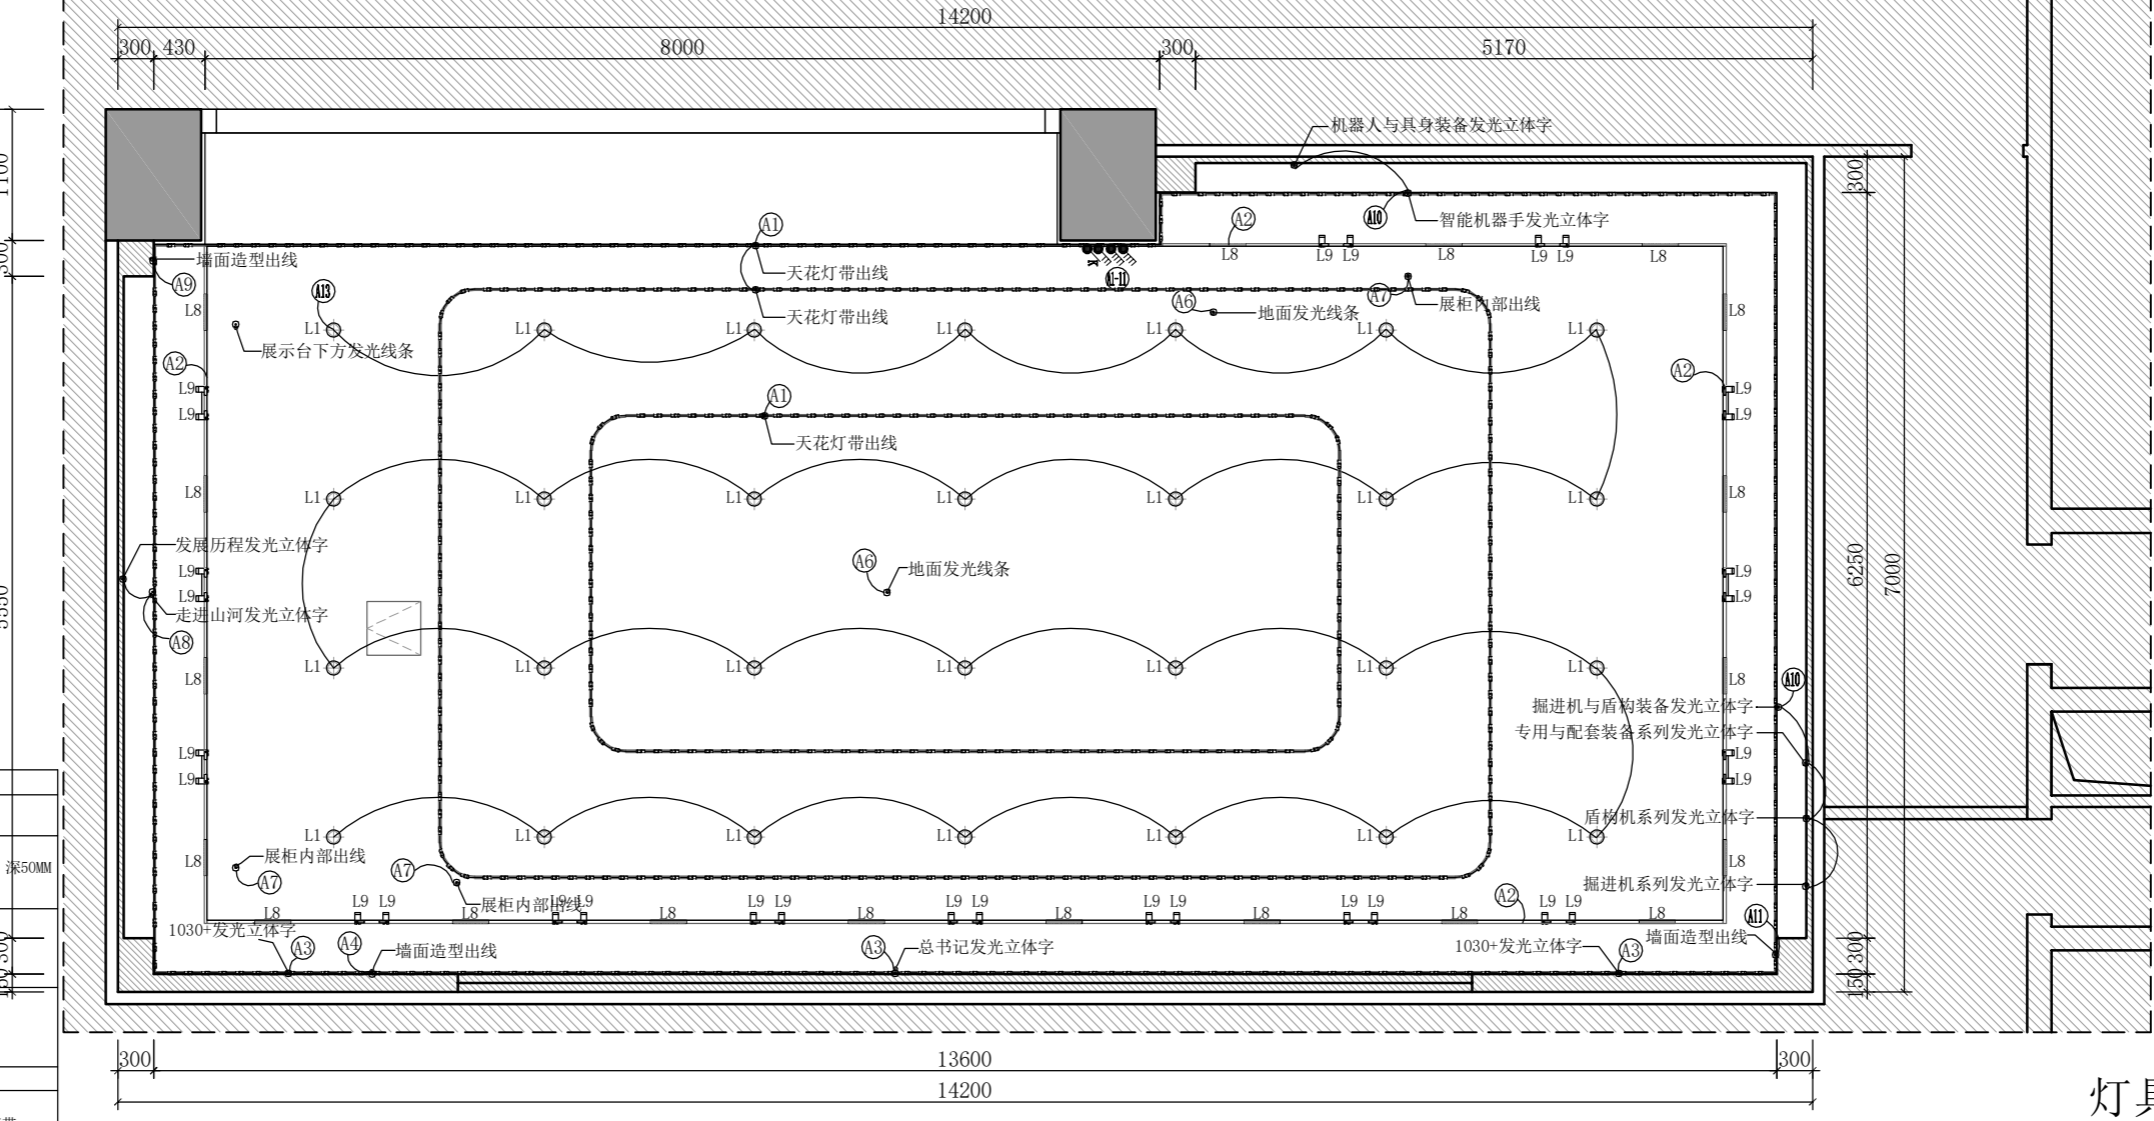 14200
300 430 8000 300 5170
机器人与具身装备发光立体字
1100
300
A1 A2 A10 智能机器手发光立体字
墙面造型出线
L8 L9 L9 L8 L9 L9 L8
A9
天花灯带出线
A1-11
A13
A6 A7 展柜内部出线
L8 L8
天花灯带出线
地面发光线条
L1 L1 L1 L1 L1 L1 L1
展示台下方发光线条
A2 A2
L9 L9
A1
L9 L9
天花灯带出线
L8 L8
L1 L1 L1 L1 L1 L1 L1
发展历程发光立体字
A6 地面发光线条
L9 L9
L9 L9
走进山河发光立体字
A8
5550
6250
7000
L1 L1 L1 L1 L1 L1 L1
L8 L8
A10
掘进机与盾构装备发光立体字
专用与配套装备系列发光立体字
L9 L9
L9 L9
盾构机系列发光立体字
L1 L1 L1 L1 L1 L1 L1
展柜内部出线
L8 L8
深50MM
A7 A7
掘进机系列发光立体字
A2
展柜内部出线
L9 L9 L9 L9 L9 L9 L9 L9 L9 L9 L9 L9 L9 L9
L8 L8 L8 L8 L8 L8 L8 L8
A11
1030+发光立体字
A3 A4 墙面造型出线
A3 总书记发光立体字
1030+发光立体字 A3
墙面造型出线
300
150
300
150
300 13600 300
14200
灯